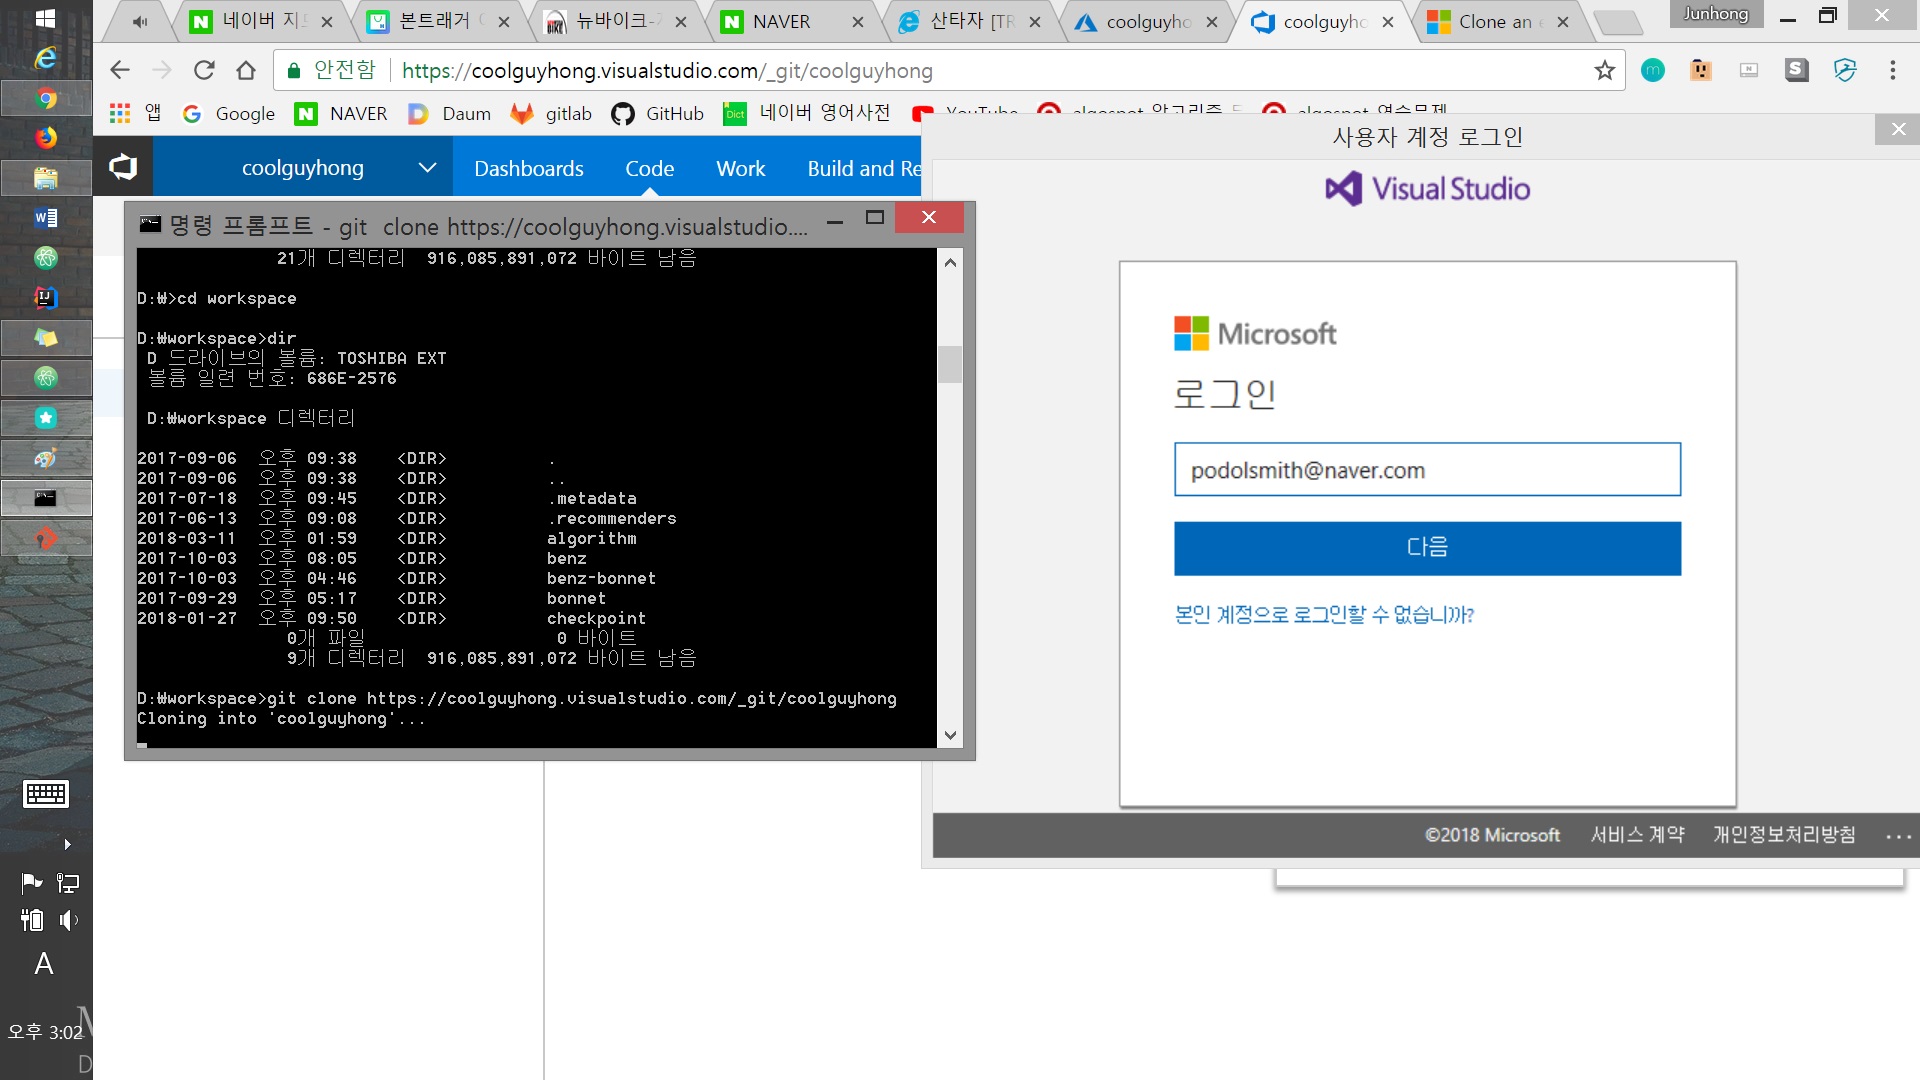 네이버 지도
본트래거
뉴바이크
NAVER
산타자 [TR
coolguyho
coolguyho
Clone an e
Junhong
안전함
https://coolguyhong.visualstudio.com/_git/coolguyhong
앱
Google
NAVER
Daum
gitlab
GitHub
네이버 영어사전
YouTube
algospot
algospot 연습문제
coolguyhong
Dashboards
Code
Work
Build and Re
사용자 계정 로그인
Visual Studio
명령 프롬프트 - git  clone https://coolguyhong.visualstudio....
21개 디렉터리  916,085,891,072 바이트 남음
D:₩>cd workspace
D:₩workspace>dir
D 드라이브의 볼륨: TOSHIBA EXT
볼륨 일련 번호: 686E-2576
D:₩workspace 디렉터리
2017-09-06  오후 09:38    <DIR>          .
2017-09-06  오후 09:38    <DIR>          ..
2017-07-18  오후 09:45    <DIR>          .metadata
2017-06-13  오후 09:08    <DIR>          .recommenders
2018-03-11  오후 01:59    <DIR>          algorithm
2017-10-03  오후 08:05    <DIR>          benz
2017-10-03  오후 04:46    <DIR>          benz-bonnet
2017-09-29  오후 05:17    <DIR>          bonnet
2018-01-27  오후 09:50    <DIR>          checkpoint
0개 파일                   0 바이트
9개 디렉터리  916,085,891,072 바이트 남음
D:₩workspace>git clone https://coolguyhong.visualstudio.com/_git/coolguyhong
Cloning into 'coolguyhong'...
Microsoft
로그인
podolsmith@naver.com
다음
본인 계정으로 로그인할 수 없습니까?
©2018 Microsoft
서비스 계약
개인정보처리방침
...
A
오후 3:02